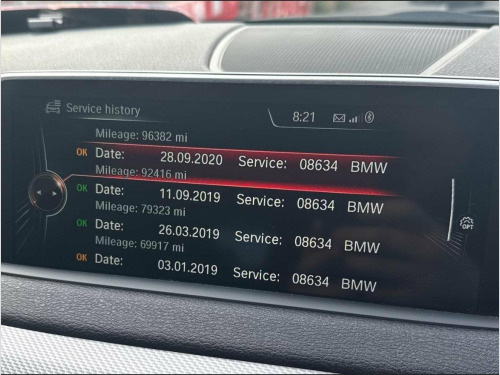 Service history
8:21
Mileage: 96382 mi
OK Date: 28.09.2020 Service: 08634 BMW
Mileage: 92416 mi
OK Date: 11.09.2019 Service: 08634 BMW
Mileage: 79323 mi
OK Date: 26.03.2019 Service: 08634 BMW
Mileage: 69917 mi
OK Date: 03.01.2019 Service: 08634 BMW
OPT